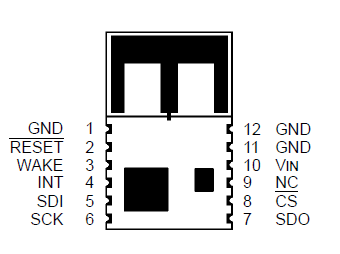 GND 1 12 GND
RESET 2 11 GND
WAKE 3 10 VIN
INT 4 9 NC
SDI 5 8 CS
SCK 6 7 SDO